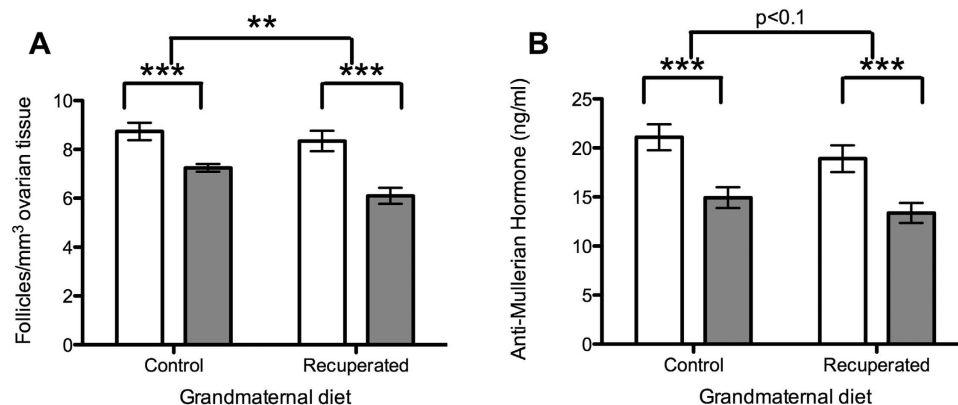 A
**
***
***
Follicles/mm³ ovarian tissue
10
8
6
4
2
0
Control
Recuperated
Grandmaternal diet
B
p<0.1
***
***
Anti-Mullerian Hormone (ng/ml)
25
20
15
10
5
0
Control
Recuperated
Grandmaternal diet